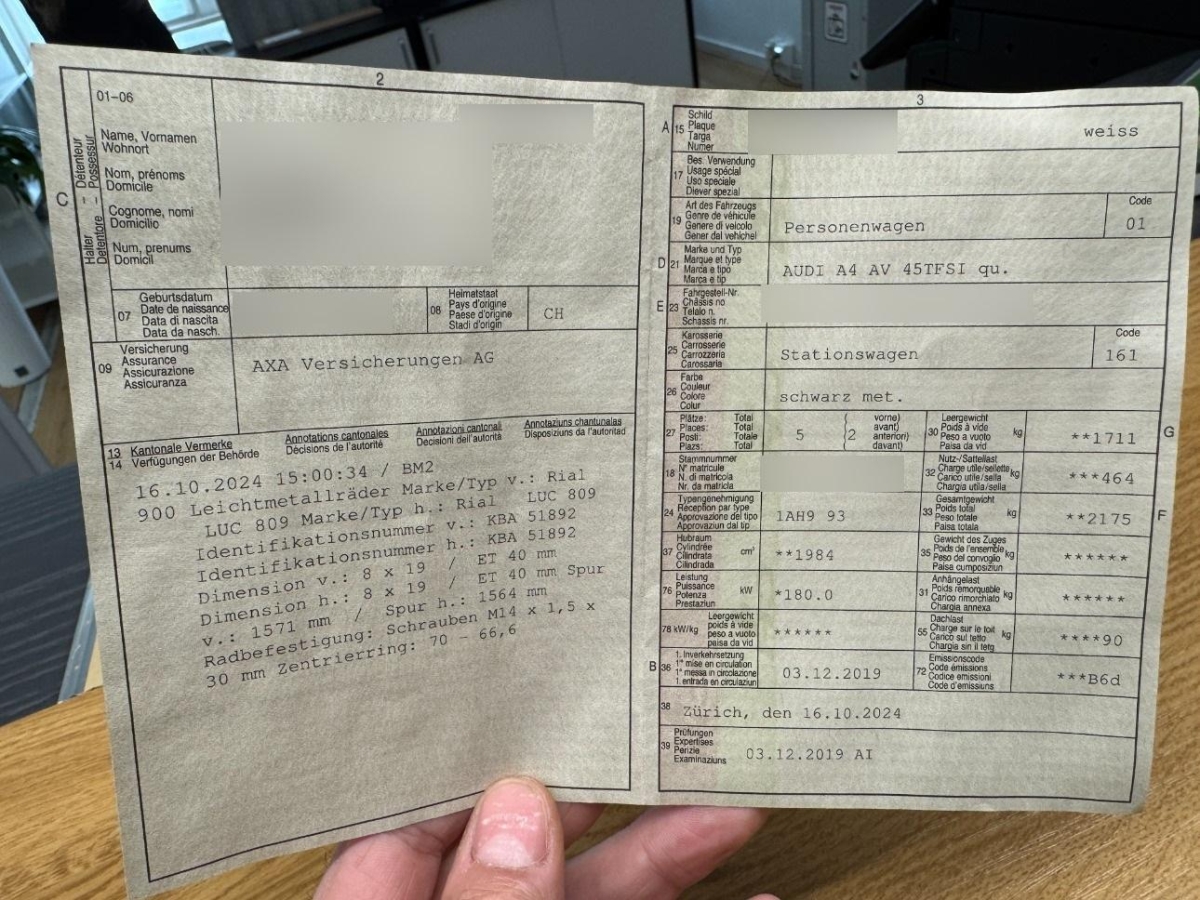 2
01-06
C
Halter – Détenteur
Detentore – Possessur
Name, Vornamen
Wohnort
Nom, prénoms
Domicile
Cognome, nomi
Domicilio
Num, prenums
Domicil
07
Geburtsdatum
Date de naissance
Data di nascita
Data da nasch.
08
Heimatstaat
Pays d'origine
Paese d'origine
Stadi d'origin
CH
09
Versicherung
Assurance
Assicurazione
Assicuranza
AXA Versicherungen AG
13 Kantonale Vermerke
14 Verfügungen der Behörde
Annotations cantonales
Décisions de l'autorité
Annotazioni cantonali
Decisioni dell'autorità
Annotaziuns chantunalas
Disposiziuns da l'autoritad
16.10.2024 15:00:34 / BM2
900 Leichtmetallräder Marke/Typ v.: Rial
LUC 809 Marke/Typ h.: Rial LUC 809
Identifikationsnummer v.: KBA 51892
Identifikationsnummer h.: KBA 51892
Dimension v.: 8 x 19 / ET 40 mm
Dimension h.: 8 x 19 / ET 40 mm Spur
v.: 1571 mm / Spur h.: 1564 mm
Radbefestigung: Schrauben M14 x 1,5 x
30 mm Zentrierring: 70 - 66,6
3
A 15
Schild
Plaque
Targa
Numer
weiss
17
Bes. Verwendung
Usage spécial
Uso speciale
Diever spezial
19
Art des Fahrzeugs
Genre de véhicule
Genere di veicolo
Gener dal vehichel
Personenwagen
Code
01
D 21
Marke und Typ
Marque et type
Marca e tipo
Marca e tip
AUDI A4 AV 45TFSI qu.
E 23
Fahrgestell-Nr.
Châssis no
Telaio n.
Schassis nr.
25
Karosserie
Carrosserie
Carrozzeria
Carossaria
Stationswagen
Code
161
26
Farbe
Couleur
Colore
Colur
schwarz met.
27
Plätze: Total
Places: Total
Posti: Totale
Plazs: Total
5
(2
vorne)
avant)
anteriori)
davant)
30
Leergewicht
Poids à vide
Peso a vuoto
Paisa da vid
kg
**1711
G
18
Stammnummer
N° matricule
N. di matricola
Nr. da matricla
32
Nutz-/Sattellast
Charge utile/sellette
Carico utile/sella
Chargia utila/sella
kg
***464
24
Typengenehmigung
Réception par type
Approvazione del tipo
Approvaziun dal tip
1AH9 93
33
Gesamtgewicht
Poids total
Peso totale
Paisa totala
kg
**2175
F
37
Hubraum
Cylindrée
Cilindrata
Cilindrada
cm³
**1984
35
Gewicht des Zuges
Poids de l'ensemble
Peso del convoglio
Paisa cumposiziun
kg
******
76
Leistung
Puissance
Potenza
Prestaziun
kW
*180.0
31
Anhängelast
Poids remorquable
Carico rimorchiato
Chargia annexa
kg
******
78 kW/kg
Leergewicht
poids à vide
peso a vuoto
paisa da vid
******
55
Dachlast
Charge sur le toit
Carico sul tetto
Chargia sin il tetg
kg
****90
B 36
1. Inverkehrsetzung
1re mise en circulation
1a messa in circolazione
1. entrada en circulaziun
03.12.2019
72
Emissionscode
Code émissions
Codice emissioni
Code d'emissiuns
***B6d
38
Zürich, den 16.10.2024
39
Prüfungen
Expertises
Perizie
Examinaziuns
03.12.2019 AI